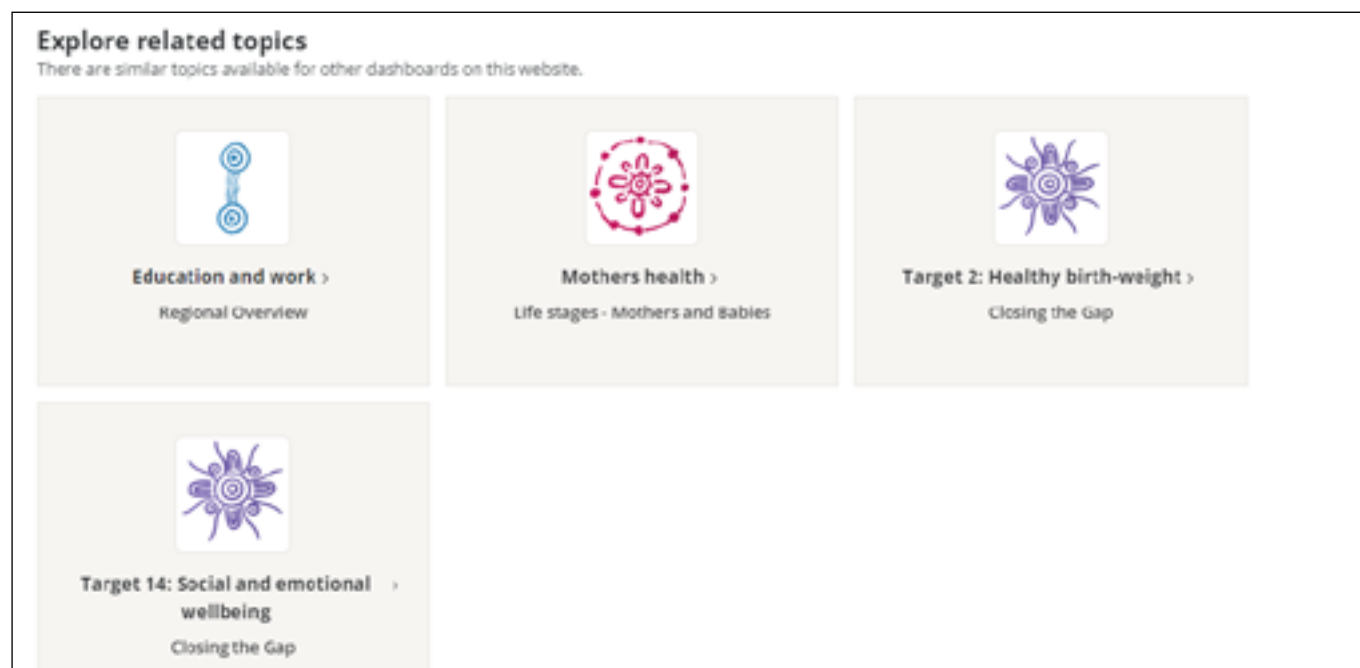 Explore related topics
There are similar topics available for other dashboards on this website.
Education and work ›
Regional Overview
Mothers health ›
Life stages - Mothers and Babies
Target 2: Healthy birth-weight ›
Closing the Gap
Target 14: Social and emotional ›
wellbeing
Closing the Gap